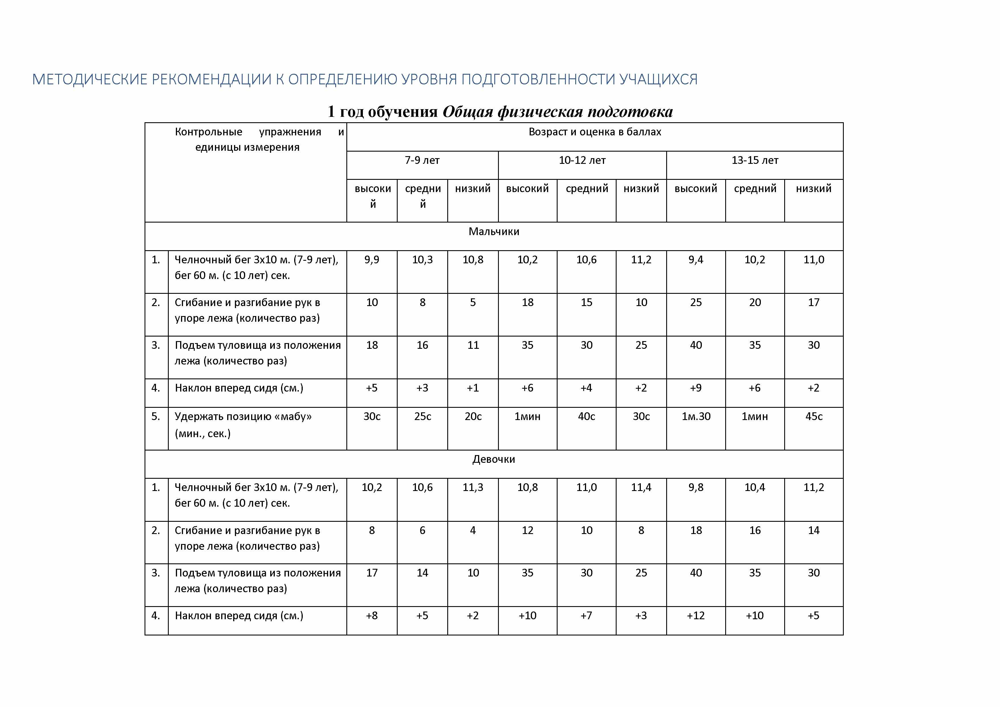 МЕТОДИЧЕСКИЕ РЕКОМЕНДАЦИИ К ОПРЕДЕЛЕНИЮ УРОВНЯ ПОДГОТОВЛЕННОСТИ УЧАЩИХСЯ
1 год обучения Общая физическая подготовка
Контрольные упражнения и
единицы измерения
Возраст и оценка в баллах
7-9 лет 10-12 лет 13-15 лет
высоки средни низкий высокий средний низкий высокий средний низкий
й й
Мальчики
1. Челночный бег 3х10 м. (7-9 лет), 9,9 10,3 10,8 10,2 10,6 11,2 9,4 10,2 11,0
бег 60 м. (с 10 лет) сек.
2. Сгибание и разгибание рук в 10 8 5 18 15 10 25 20 17
упоре лежа (количество раз)
3. Подъем туловища из положения 18 16 11 35 30 25 40 35 30
лежа (количество раз)
4. Наклон вперед сидя (см.) +5 +3 +1 +6 +4 +2 +9 +6 +2
5. Удержать позицию «мабу» 30с 25с 20с 1мин 40с 30с 1м.30 1мин 45с
(мин., сек.)
Девочки
1. Челночный бег 3х10 м. (7-9 лет), 10,2 10,6 11,3 10,8 11,0 11,4 9,8 10,4 11,2
бег 60 м. (с 10 лет) сек.
2. Сгибание и разгибание рук в 8 6 4 12 10 8 18 16 14
упоре лежа (количество раз)
3. Подъем туловища из положения 17 14 10 35 30 25 40 35 30
лежа (количество раз)
4. Наклон вперед сидя (см.) +8 +5 +2 +10 +7 +3 +12 +10 +5